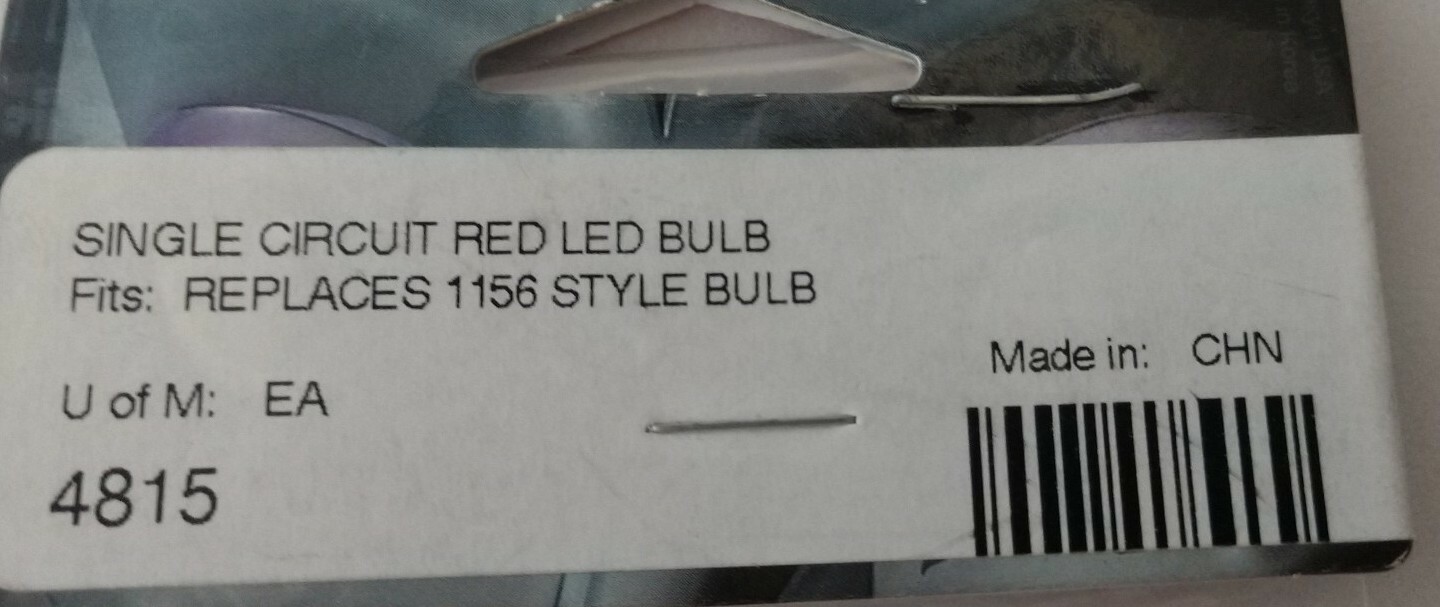 SINGLE CIRCUIT RED LED BULB
Fits: REPLACES 1156 STYLE BULB
Made in: CHN
U of M: EA
4815